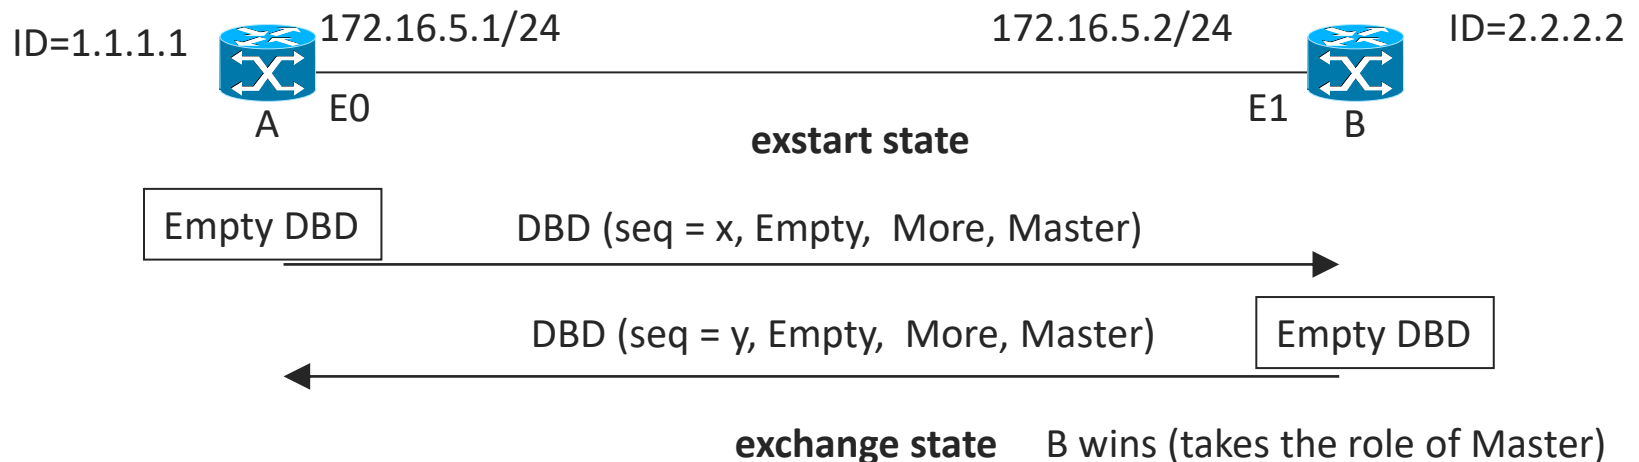 ID=1.1.1.1
172.16.5.1/24
172.16.5.2/24
ID=2.2.2.2
A
E0
E1
B
exstart state
Empty DBD
DBD (seq = x, Empty, More, Master)
DBD (seq = y, Empty, More, Master)
Empty DBD
exchange state
B wins (takes the role of Master)